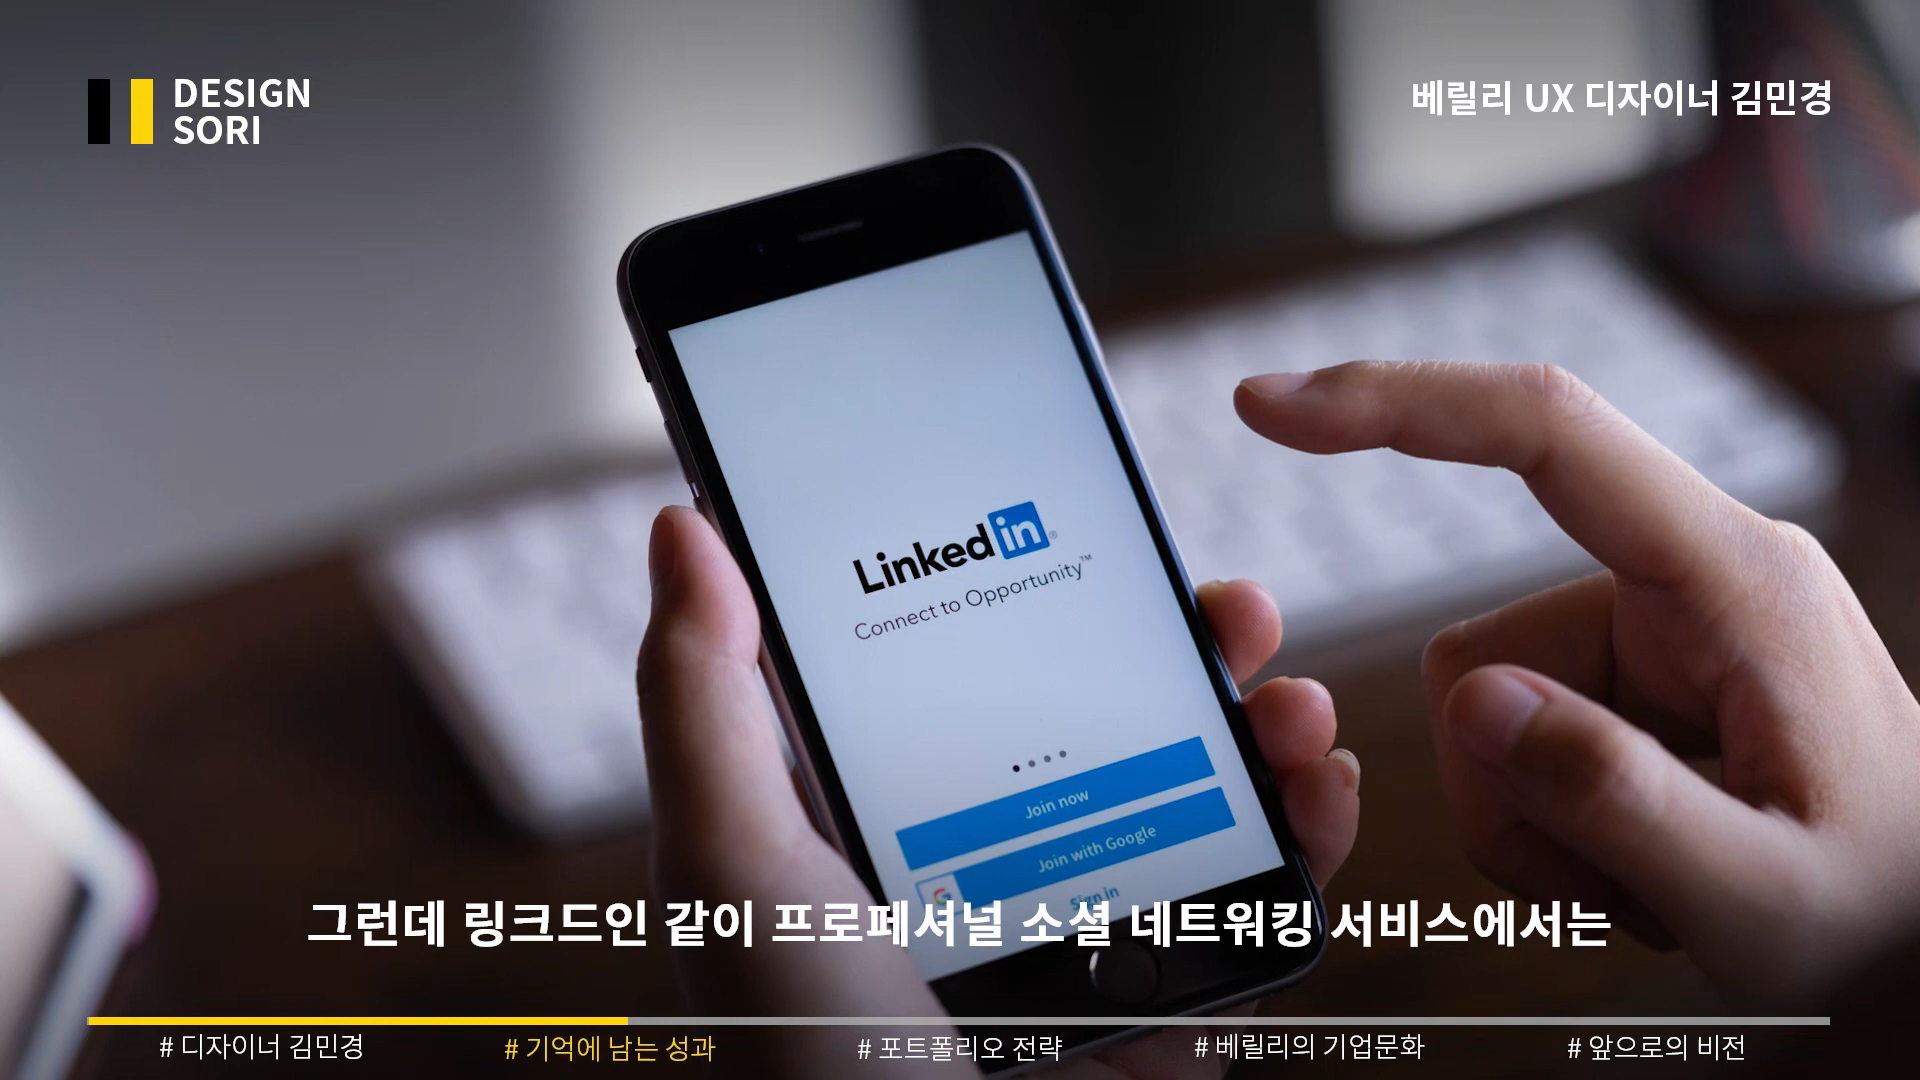 DESIGN
SORI
베릴리 UX 디자이너 김민경
Linkedin®
Connect to Opportunity™
Join now
Join with Google
Sign in
그런데 링크드인 같이 프로페셔널 소셜 네트워킹 서비스에서는
# 디자이너 김민경
# 기억에 남는 성과
# 포트폴리오 전략
# 베릴리의 기업문화
# 앞으로의 비전